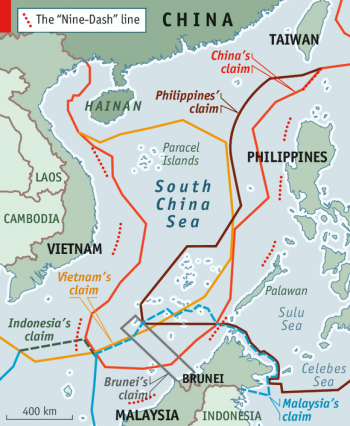 The "Nine-Dash" line
CHINA
TAIWAN
China's
claim
HAINAN
Philippines'
claim
Paracel
Islands
PHILIPPINES
LAOS
South
China
Sea
CAMBODIA
VIETNAM
Vietnam's
claim
Palawan
Sulu
Sea
Indonesia's
claim
Celebes
Sea
Brunei's
claim
BRUNEI
Malaysia's
claim
400 km
MALAYSIA
INDONESIA